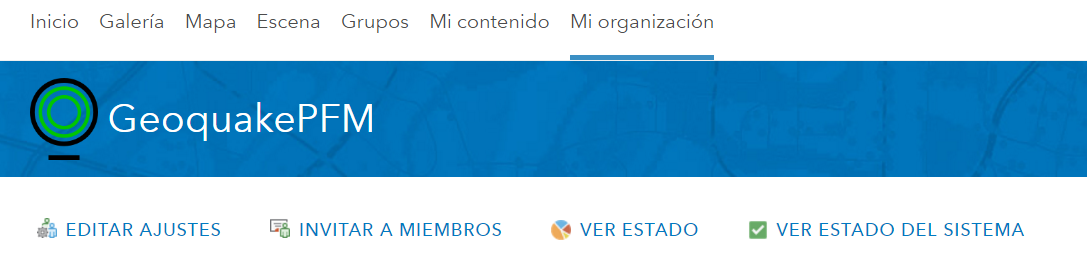 Inicio Galería Mapa Escena Grupos Mi contenido Mi organización
GeoquakePFM
EDITAR AJUSTES INVITAR A MIEMBROS VER ESTADO VER ESTADO DEL SISTEMA